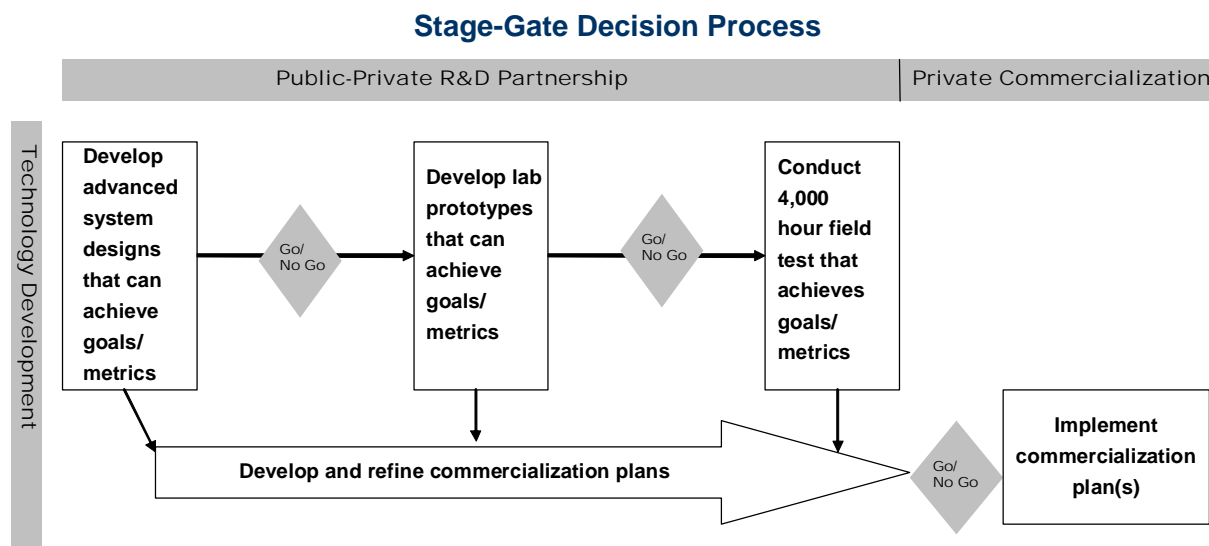 Stage-Gate Decision Process
Public-Private R&D Partnership
Private Commercialization
Technology Development
Develop
advanced
system
designs
that can
achieve
goals/
metrics
Go/
No Go
Develop lab
prototypes
that can
achieve
goals/
metrics
Go/
No Go
Conduct
4,000
hour field
test that
achieves
goals/
metrics
Develop and refine commercialization plans
Go/
No Go
Implement
commercialization
plan(s)